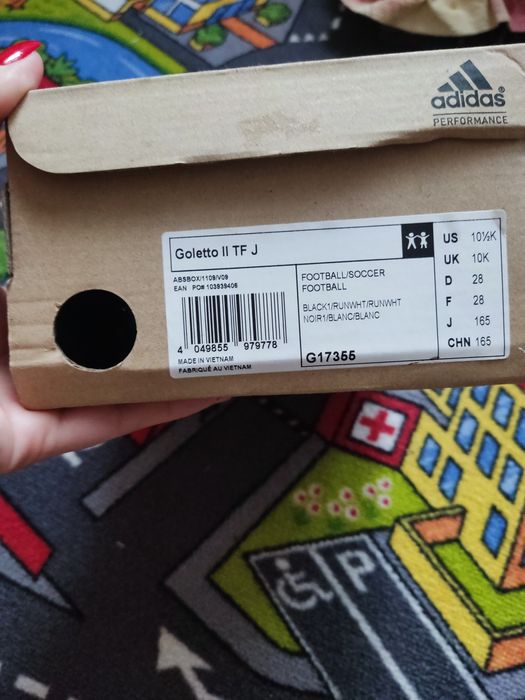 adidas®
PERFORMANCE
Goletto II TF J
ABSBOX/1109/V09
EAN PO# 103939406
4 049855 979778
MADE IN VIETNAM
FABRIQUÉ AU VIETNAM
FOOTBALL/SOCCER
FOOTBALL
BLACK1/RUNWHT/RUNWHT
NOIR1/BLANC/BLANC
G17355
US 10½K
UK 10K
D 28
F 28
J 165
CHN 165
P